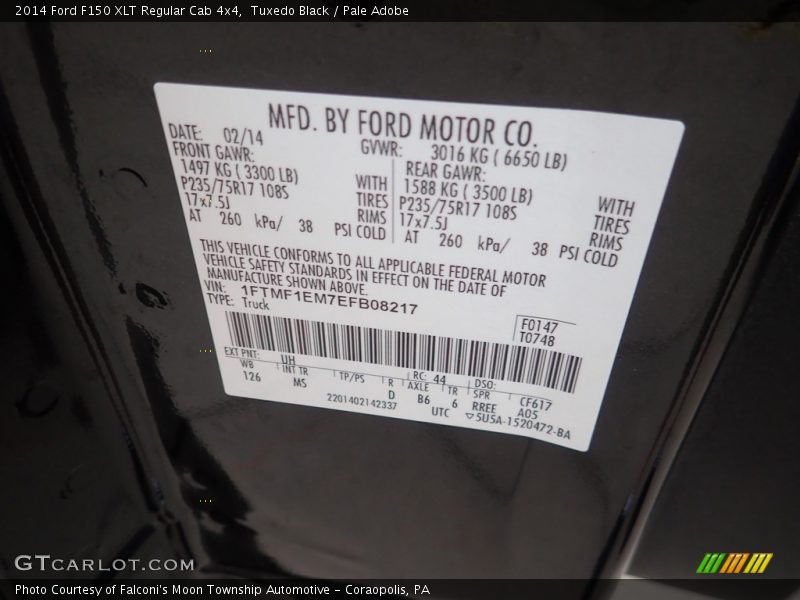 2014 Ford F150 XLT Regular Cab 4x4,  Tuxedo Black / Pale Adobe
MFD. BY FORD MOTOR CO.
DATE: 02/14
GVWR: 3016 KG ( 6650 LB)
FRONT GAWR:
1497 KG ( 3300 LB)
P235/75R17 108S
17x7.5J
AT 260 kPa/ 38 PSI COLD
WITH
TIRES
RIMS
REAR GAWR:
1588 KG ( 3500 LB)
P235/75R17 108S
17x7.5J
AT 260 kPa/ 38 PSI COLD
WITH
TIRES
RIMS
THIS VEHICLE CONFORMS TO ALL APPLICABLE FEDERAL MOTOR
VEHICLE SAFETY STANDARDS IN EFFECT ON THE DATE OF
MANUFACTURE SHOWN ABOVE.
VIN: 1FTMF1EM7EFB08217
TYPE: Truck
F0147
T0748
EXT PNT: UH RC: 44 DSO:
WB INT TR TP/PS R AXLE TR SPR CF617
126 MS D B6 6 RREE A05
2201402142337 UTC ▽5U5A-1520472-BA
GTCARLOT.COM
Photo Courtesy of Falconi's Moon Township Automotive - Coraopolis, PA